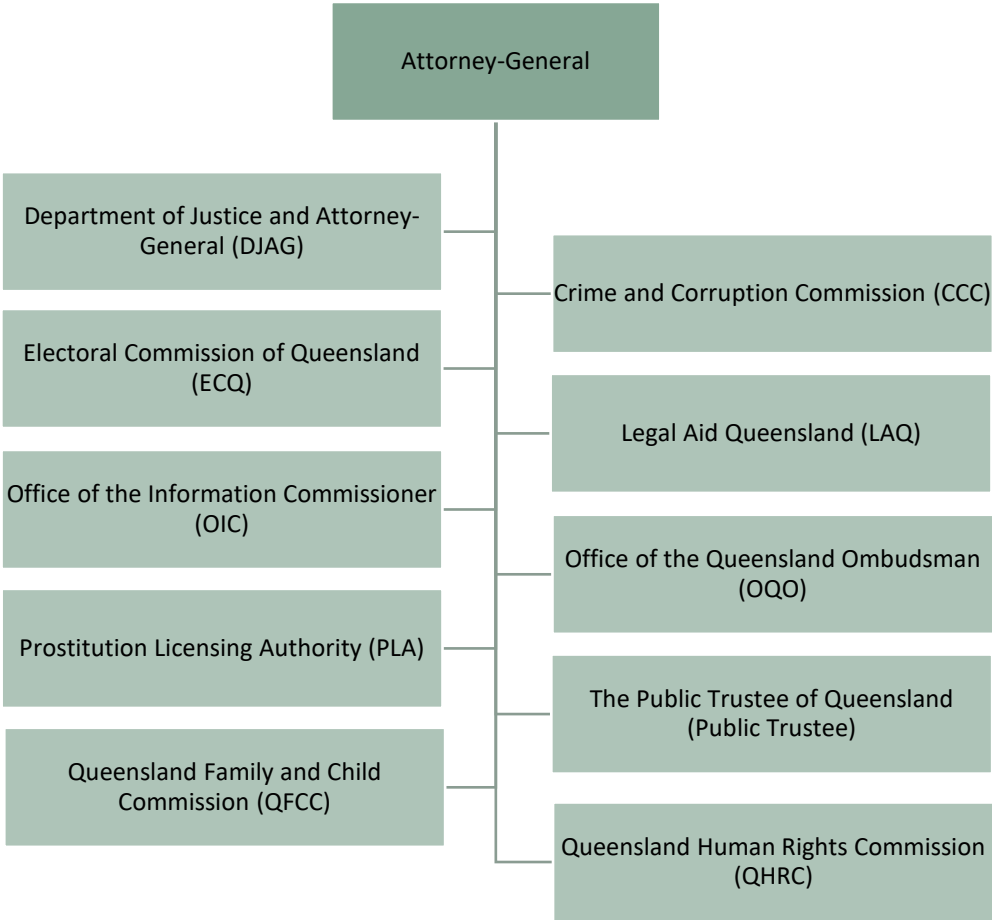 Attorney-General
Department of Justice and Attorney-
General (DJAG)
Crime and Corruption Commission (CCC)
Electoral Commission of Queensland
(ECQ)
Legal Aid Queensland (LAQ)
Office of the Information Commissioner
(OIC)
Office of the Queensland Ombudsman
(OQO)
Prostitution Licensing Authority (PLA)
The Public Trustee of Queensland
(Public Trustee)
Queensland Family and Child
Commission (QFCC)
Queensland Human Rights Commission
(QHRC)